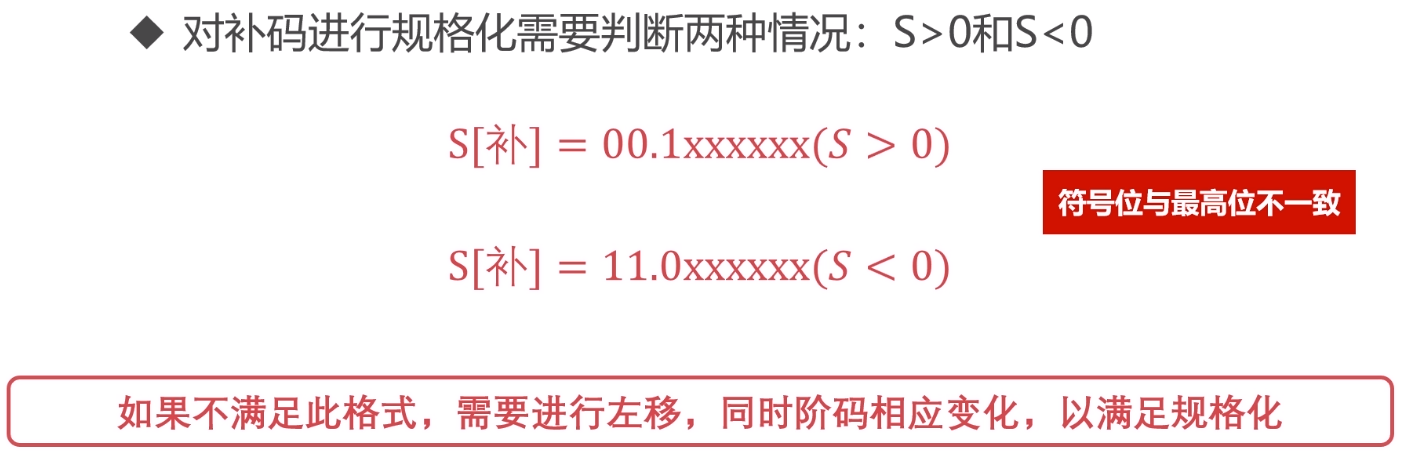 ◆ 对补码进行规格化需要判断两种情况：S>0和S<0
S[补] = 00.1xxxxxx(S > 0)
符号位与最高位不一致
S[补] = 11.0xxxxxx(S < 0)
如果不满足此格式，需要进行左移，同时阶码相应变化，以满足规格化